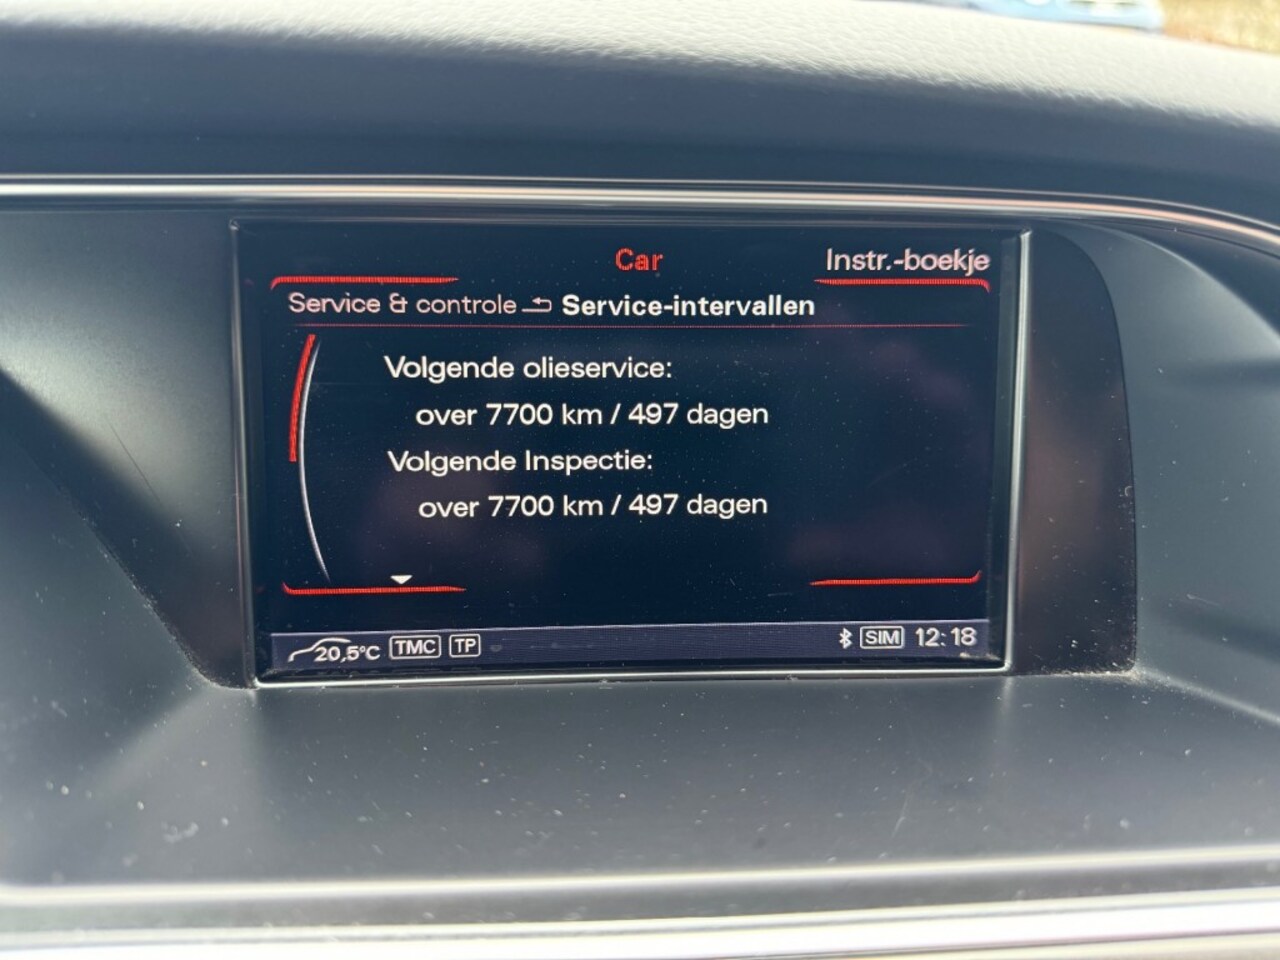 Car
Instr.-boekje
Service & controle Service-intervallen
Volgende olieservice:
over 7700 km / 497 dagen
Volgende Inspectie:
over 7700 km / 497 dagen
20,5°C TMC TP SIM 12:18